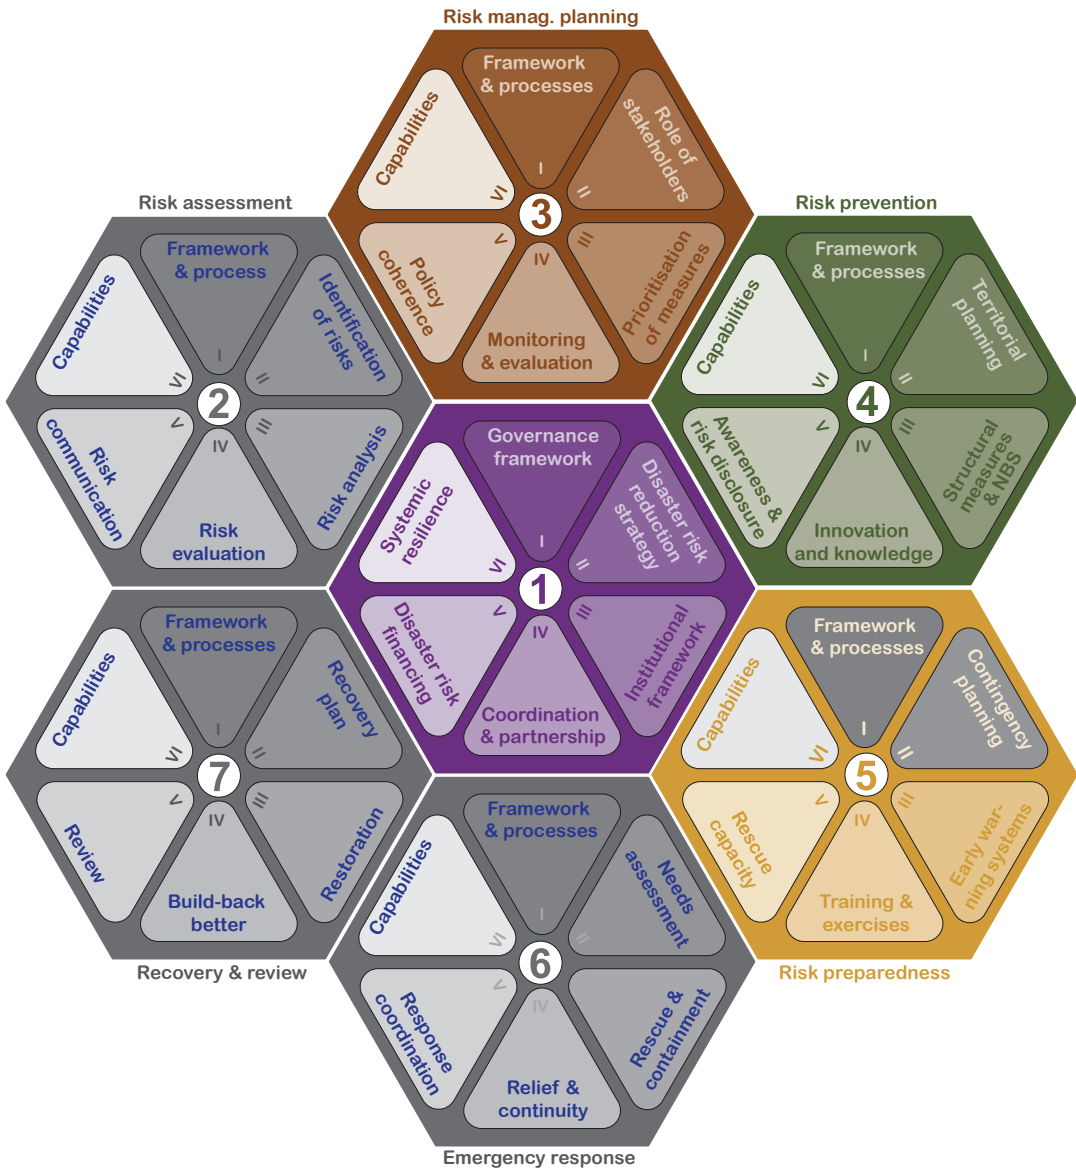 Risk manag. planning
Framework
& processes
I
Role of
stakeholders
II
Prioritisation
of measures
III
Monitoring
& evaluation
IV
Policy
coherence
V
Capabilities
VI
3
Risk assessment
Framework
& process
I
Identification
of risks
II
Risk analysis
III
Risk
evaluation
IV
Risk
communication
V
Capabilities
VI
2
Risk prevention
Framework
& processes
I
Territorial
planning
II
Structural
measures
& NBS
III
Innovation
and knowledge
IV
Awareness &
risk disclosure
V
Capabilities
VI
4
Governance
framework
I
Disaster risk
reduction
strategy
II
Institutional
framework
III
Coordination
& partnership
IV
Disaster risk
financing
V
Systemic
resilience
VI
1
Framework
& processes
I
Recovery
plan
II
Restoration
III
Build-back
better
IV
Review
V
Capabilities
VI
7
Recovery & review
Framework
& processes
I
Contingency
planning
II
Early war-
ning systems
III
Training &
exercises
IV
Rescue
capacity
V
Capabilities
VI
5
Risk preparedness
Framework
& processes
I
Needs
assessment
II
Rescue &
containment
Relief &
continuity
IV
Response
coordination
V
Capabilities
VI
6
Emergency response